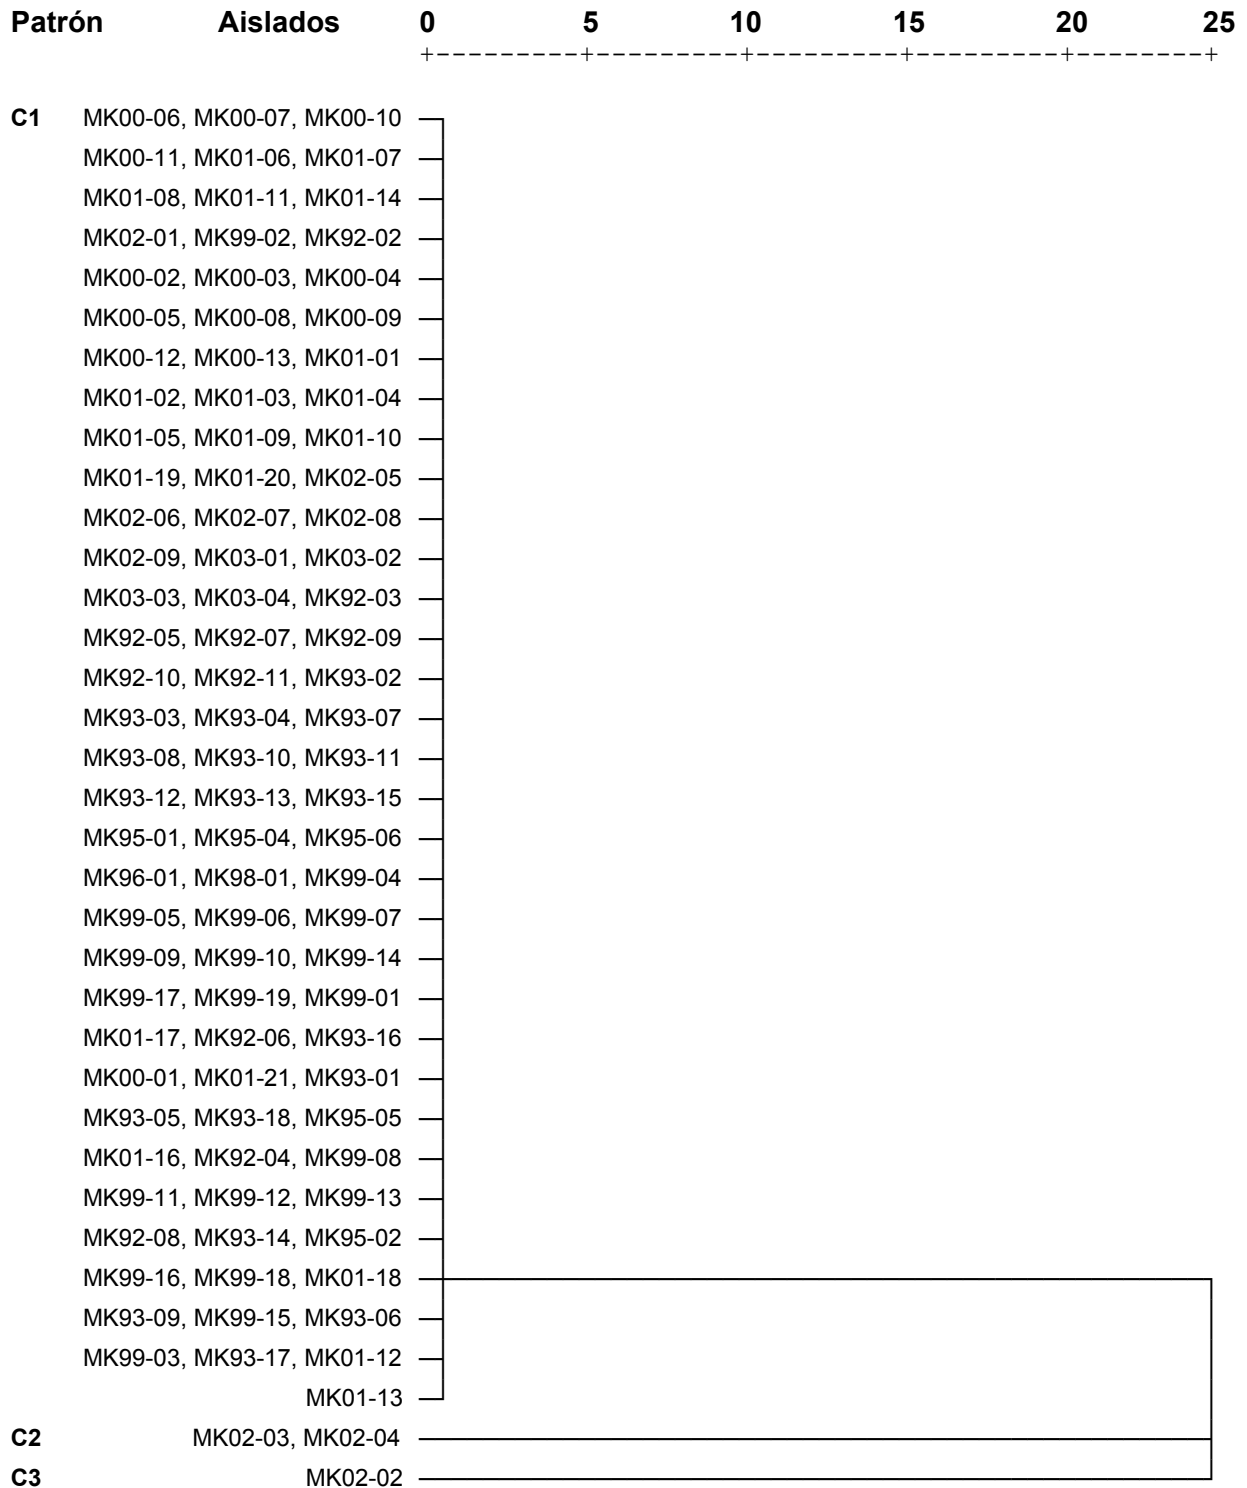 Patrón Aislados 0 5 10 15 20 25
C1 MK00-06, MK00-07, MK00-10
MK00-11, MK01-06, MK01-07
MK01-08, MK01-11, MK01-14
MK02-01, MK99-02, MK92-02
MK00-02, MK00-03, MK00-04
MK00-05, MK00-08, MK00-09
MK00-12, MK00-13, MK01-01
MK01-02, MK01-03, MK01-04
MK01-05, MK01-09, MK01-10
MK01-19, MK01-20, MK02-05
MK02-06, MK02-07, MK02-08
MK02-09, MK03-01, MK03-02
MK03-03, MK03-04, MK92-03
MK92-05, MK92-07, MK92-09
MK92-10, MK92-11, MK93-02
MK93-03, MK93-04, MK93-07
MK93-08, MK93-10, MK93-11
MK93-12, MK93-13, MK93-15
MK95-01, MK95-04, MK95-06
MK96-01, MK98-01, MK99-04
MK99-05, MK99-06, MK99-07
MK99-09, MK99-10, MK99-14
MK99-17, MK99-19, MK99-01
MK01-17, MK92-06, MK93-16
MK00-01, MK01-21, MK93-01
MK93-05, MK93-18, MK95-05
MK01-16, MK92-04, MK99-08
MK99-11, MK99-12, MK99-13
MK92-08, MK93-14, MK95-02
MK99-16, MK99-18, MK01-18
MK93-09, MK99-15, MK93-06
MK99-03, MK93-17, MK01-12
MK01-13
C2 MK02-03, MK02-04
C3 MK02-02